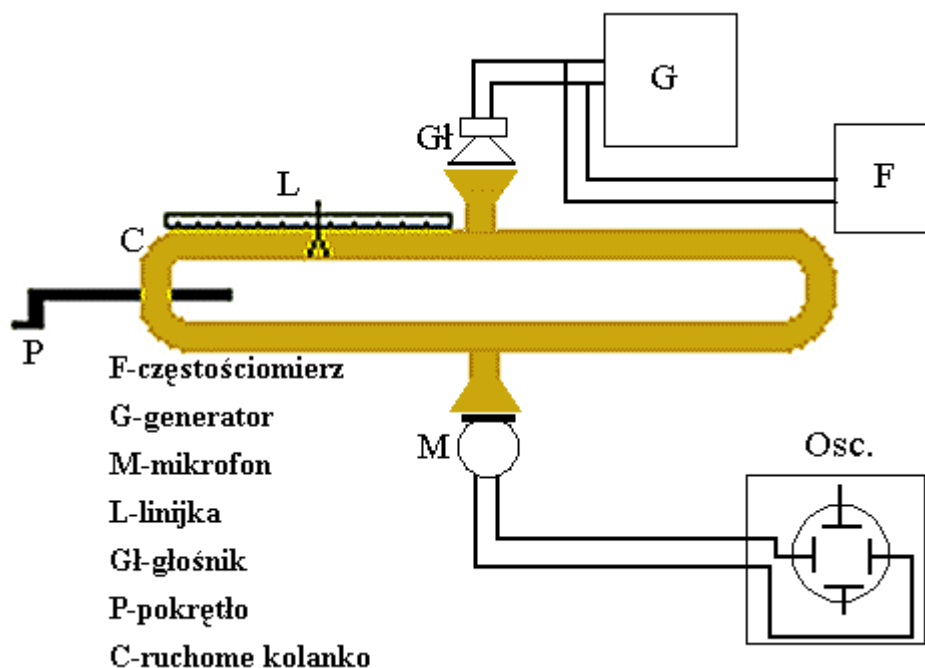 G
Gł
F
L
C
P
F-częstościomierz
G-generator
M-mikrofon
M
Osc.
L-linijka
Gł-głośnik
P-pokrętło
C-ruchome kolanko